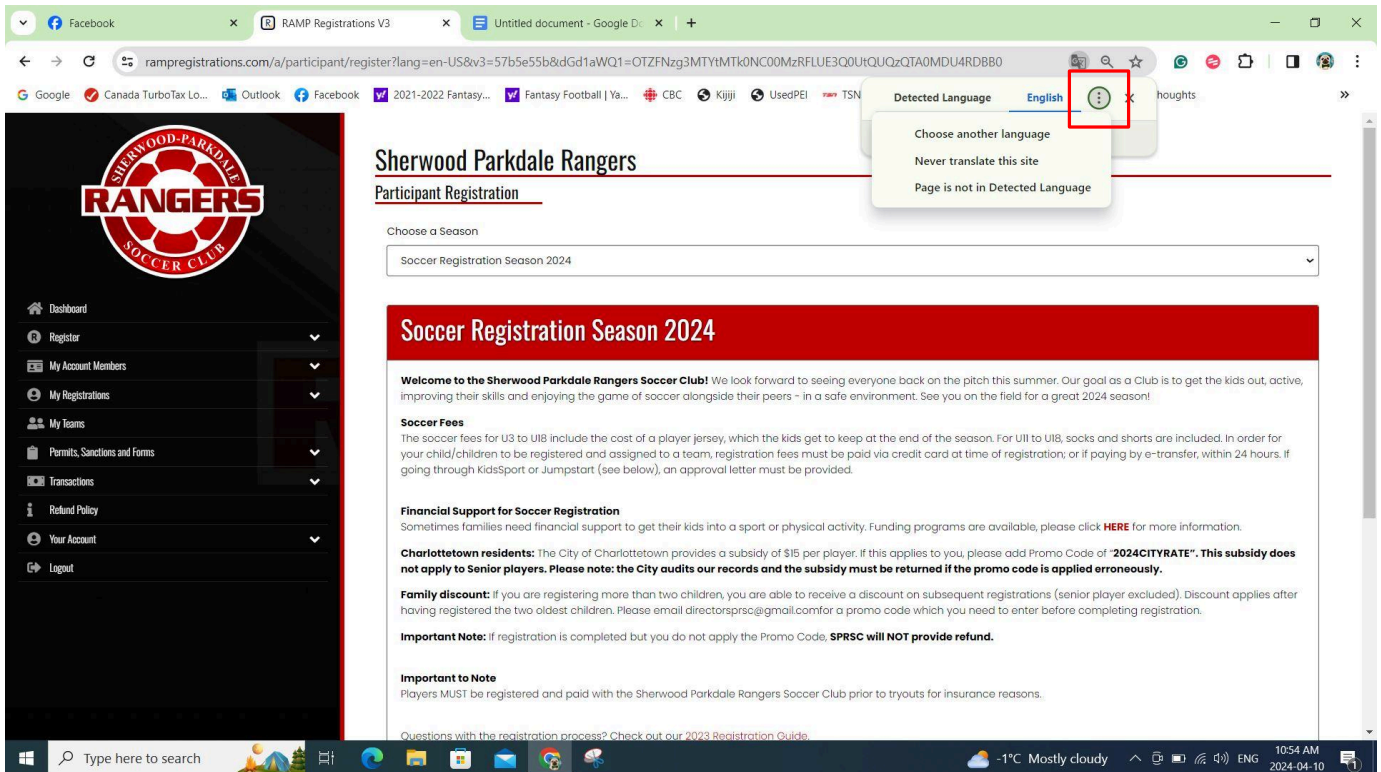 Facebook
RAMP Registrations V3
Untitled document - Google Do
rampregistrations.com/a/participant/register?lang=en-US&v3=57b5e55b&dGd1aWQ1=OTZFNzg3MTYtMTk0NC00MzRFLUE3Q0UtQUQzQTA0MDU4RDBB0
Google
Canada TurboTax Lo...
Outlook
Facebook
2021-2022 Fantasy...
Fantasy Football | Ya...
CBC
Kijiji
UsedPEI
TSN
houghts
Detected Language
English
Choose another language
Never translate this site
Page is not in Detected Language
SHERWOOD-PARKDALE
RANGERS
SOCCER CLUB
Dashboard
Register
My Account Members
My Registrations
My Teams
Permits, Sanctions and Forms
Transactions
Refund Policy
Your Account
Logout
Sherwood Parkdale Rangers
Participant Registration
Choose a Season
Soccer Registration Season 2024
Soccer Registration Season 2024
Welcome to the Sherwood Parkdale Rangers Soccer Club! We look forward to seeing everyone back on the pitch this summer. Our goal as a Club is to get the kids out, active,
improving their skills and enjoying the game of soccer alongside their peers - in a safe environment. See you on the field for a great 2024 season!
Soccer Fees
The soccer fees for U3 to U18 include the cost of a player jersey, which the kids get to keep at the end of the season. For U11 to U18, socks and shorts are included. In order for
your child/children to be registered and assigned to a team, registration fees must be paid via credit card at time of registration; or if paying by e-transfer, within 24 hours. If
going through KidsSport or Jumpstart (see below), an approval letter must be provided.
Financial Support for Soccer Registration
Sometimes families need financial support to get their kids into a sport or physical activity. Funding programs are available, please click HERE for more information.
Charlottetown residents: The City of Charlottetown provides a subsidy of $15 per player. If this applies to you, please add Promo Code of "2024CITYRATE". This subsidy does
not apply to Senior players. Please note: the City audits our records and the subsidy must be returned if the promo code is applied erroneously.
Family discount: If you are registering more than two children, you are able to receive a discount on subsequent registrations (senior player excluded). Discount applies after
having registered the two oldest children. Please email directorsprsc@gmail.comfor a promo code which you need to enter before completing registration.
Important Note: If registration is completed but you do not apply the Promo Code, SPRSC will NOT provide refund.
Important to Note
Players MUST be registered and paid with the Sherwood Parkdale Rangers Soccer Club prior to tryouts for insurance reasons.
Questions with the registration process? Check out our 2023 Registration Guide.
Type here to search
-1°C Mostly cloudy
ENG
10:54 AM
2024-04-10